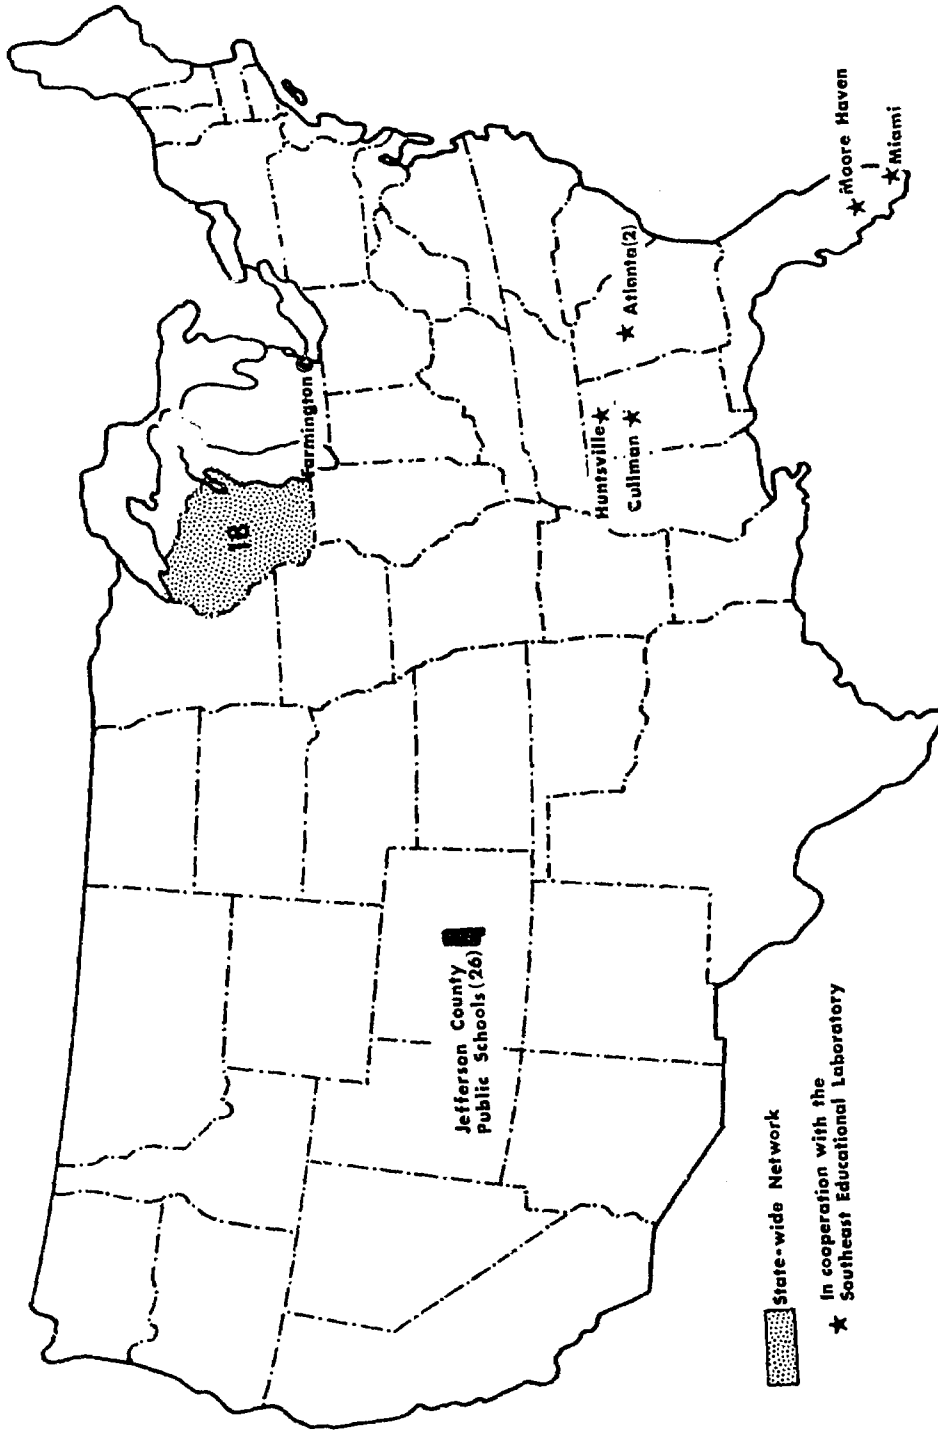 18
Farmington
Jefferson County
Public Schools (26)
Huntsville
Cullman
Atlanta (2)
Moore Haven
Miami
State-wide Network
In cooperation with the
Southeast Educational Laboratory